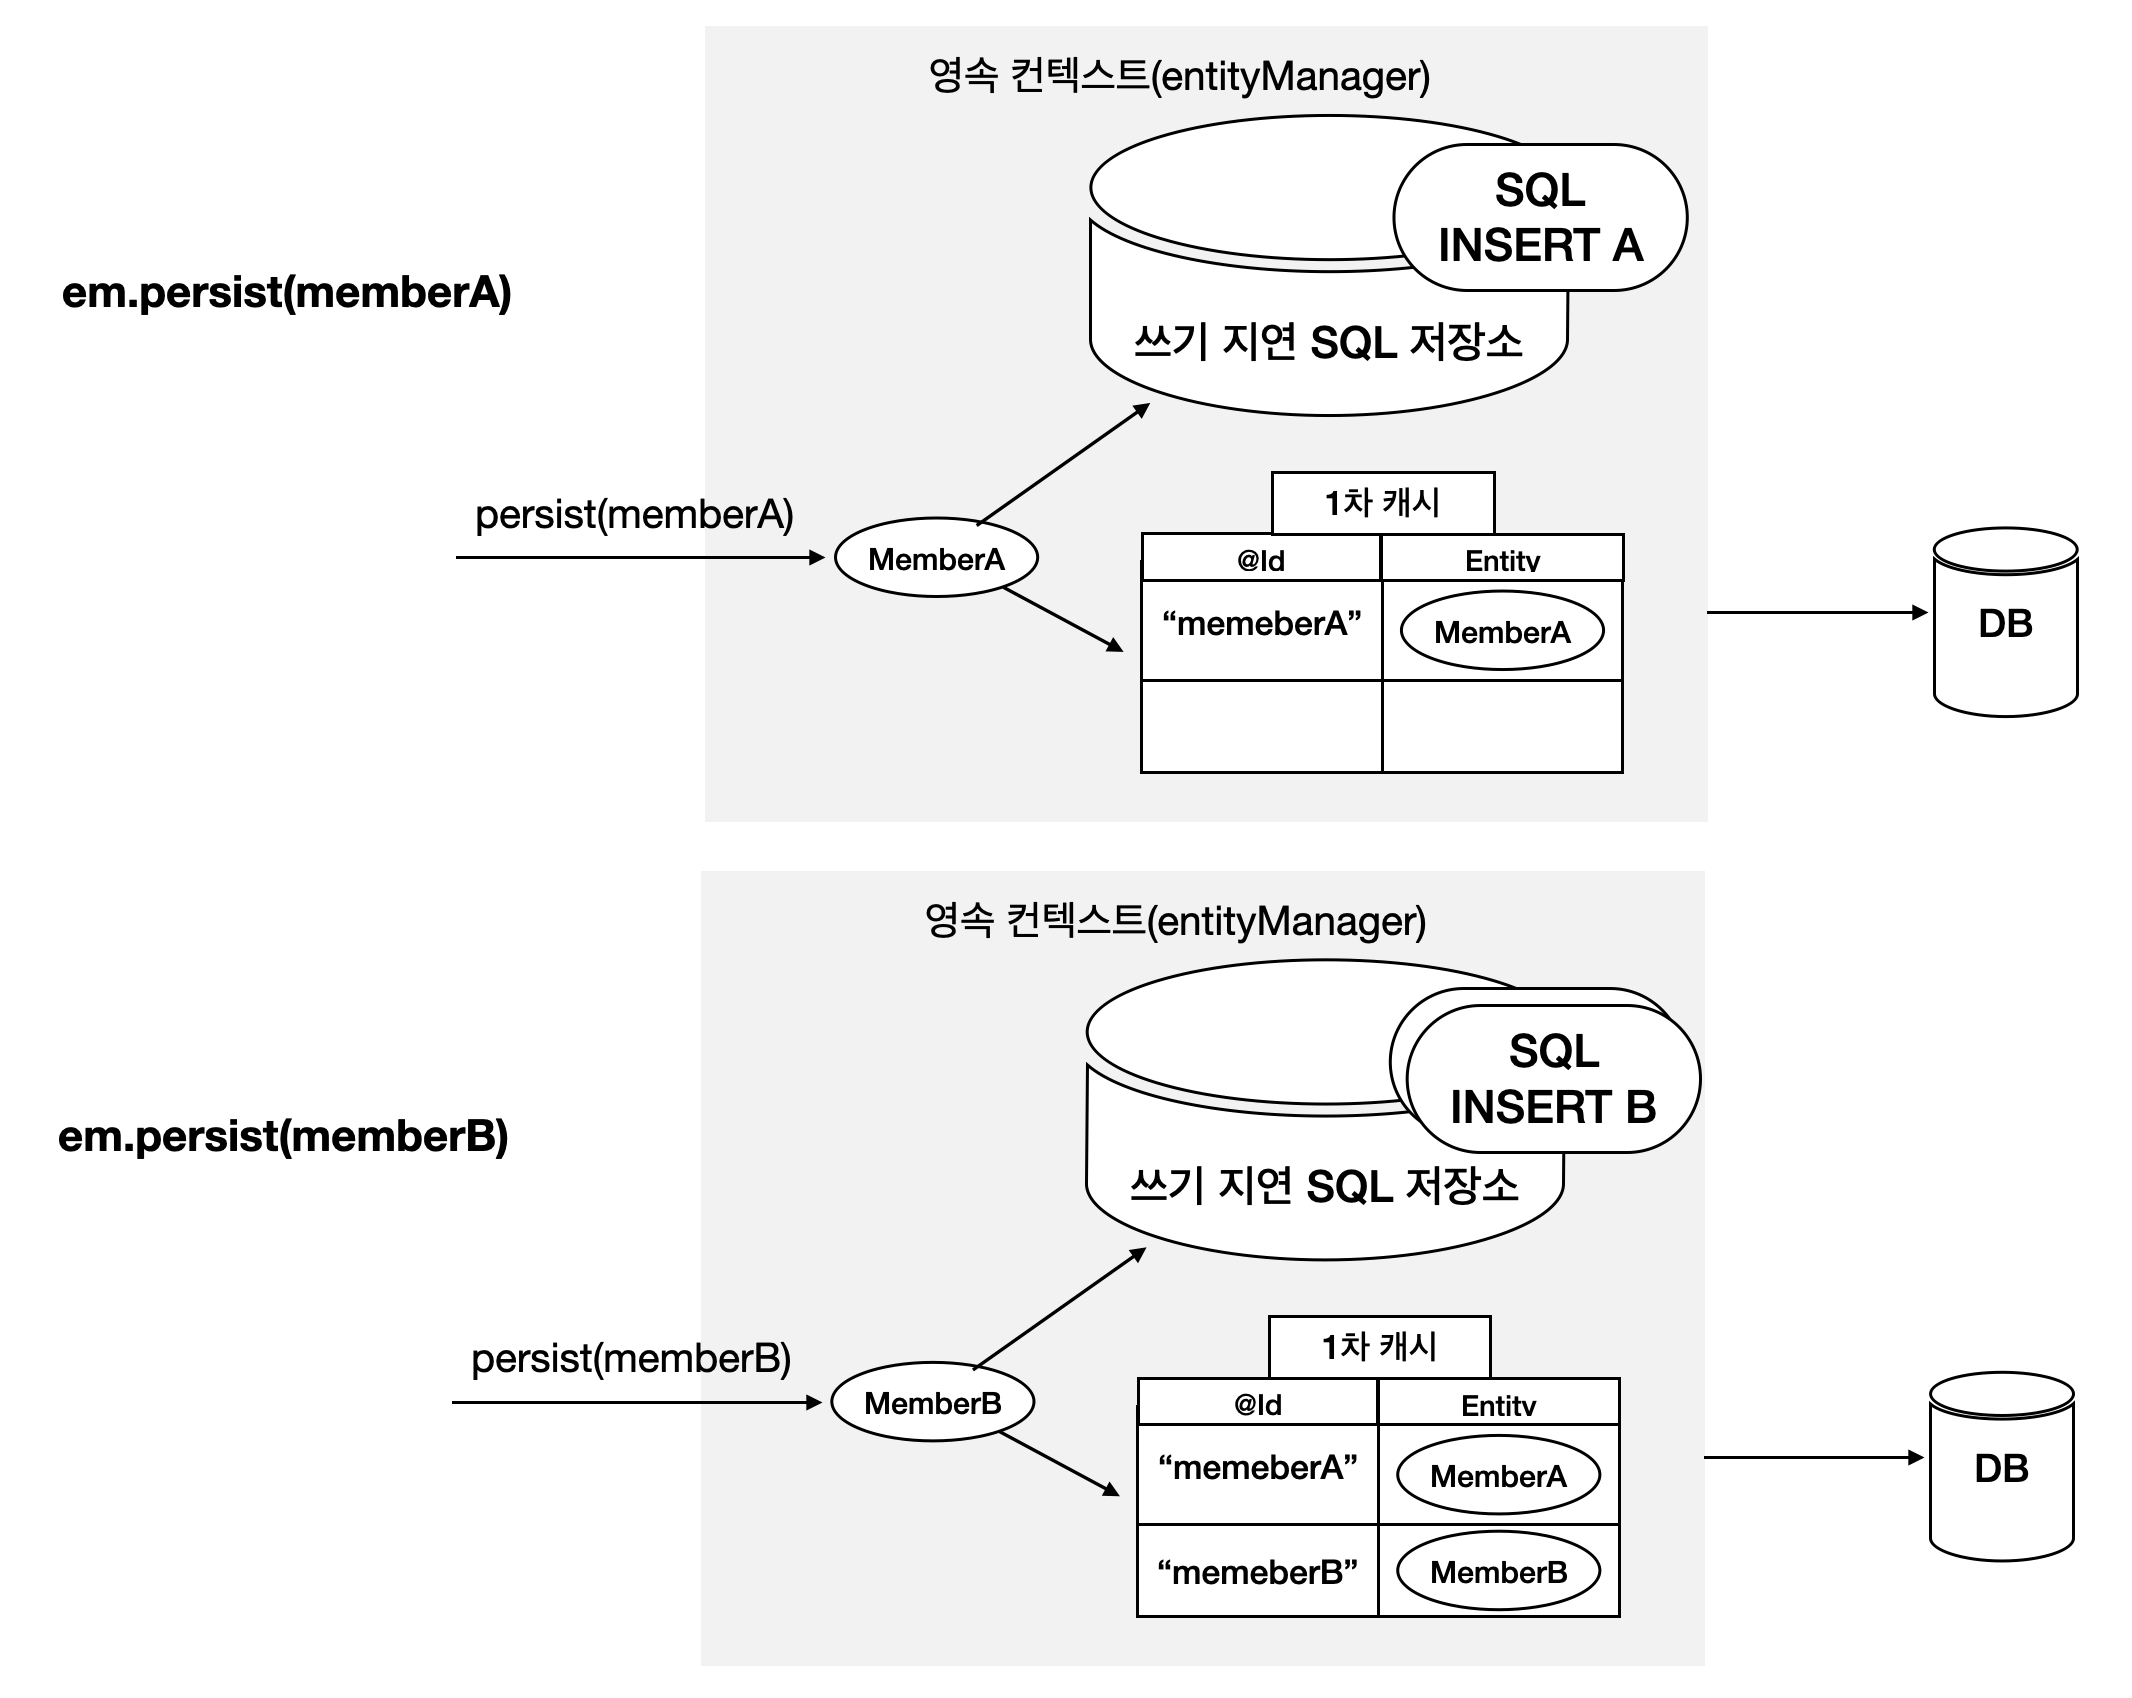 영속 컨텍스트(entityManager)
SQL
INSERT A
em.persist(memberA)
쓰기 지연 SQL 저장소
persist(memberA)
MemberA
1차 캐시
@Id
Entity
“memeberA”
MemberA
DB
영속 컨텍스트(entityManager)
SQL
INSERT B
em.persist(memberB)
쓰기 지연 SQL 저장소
persist(memberB)
MemberB
1차 캐시
@Id
Entity
“memeberA”
MemberA
“memeberB”
MemberB
DB